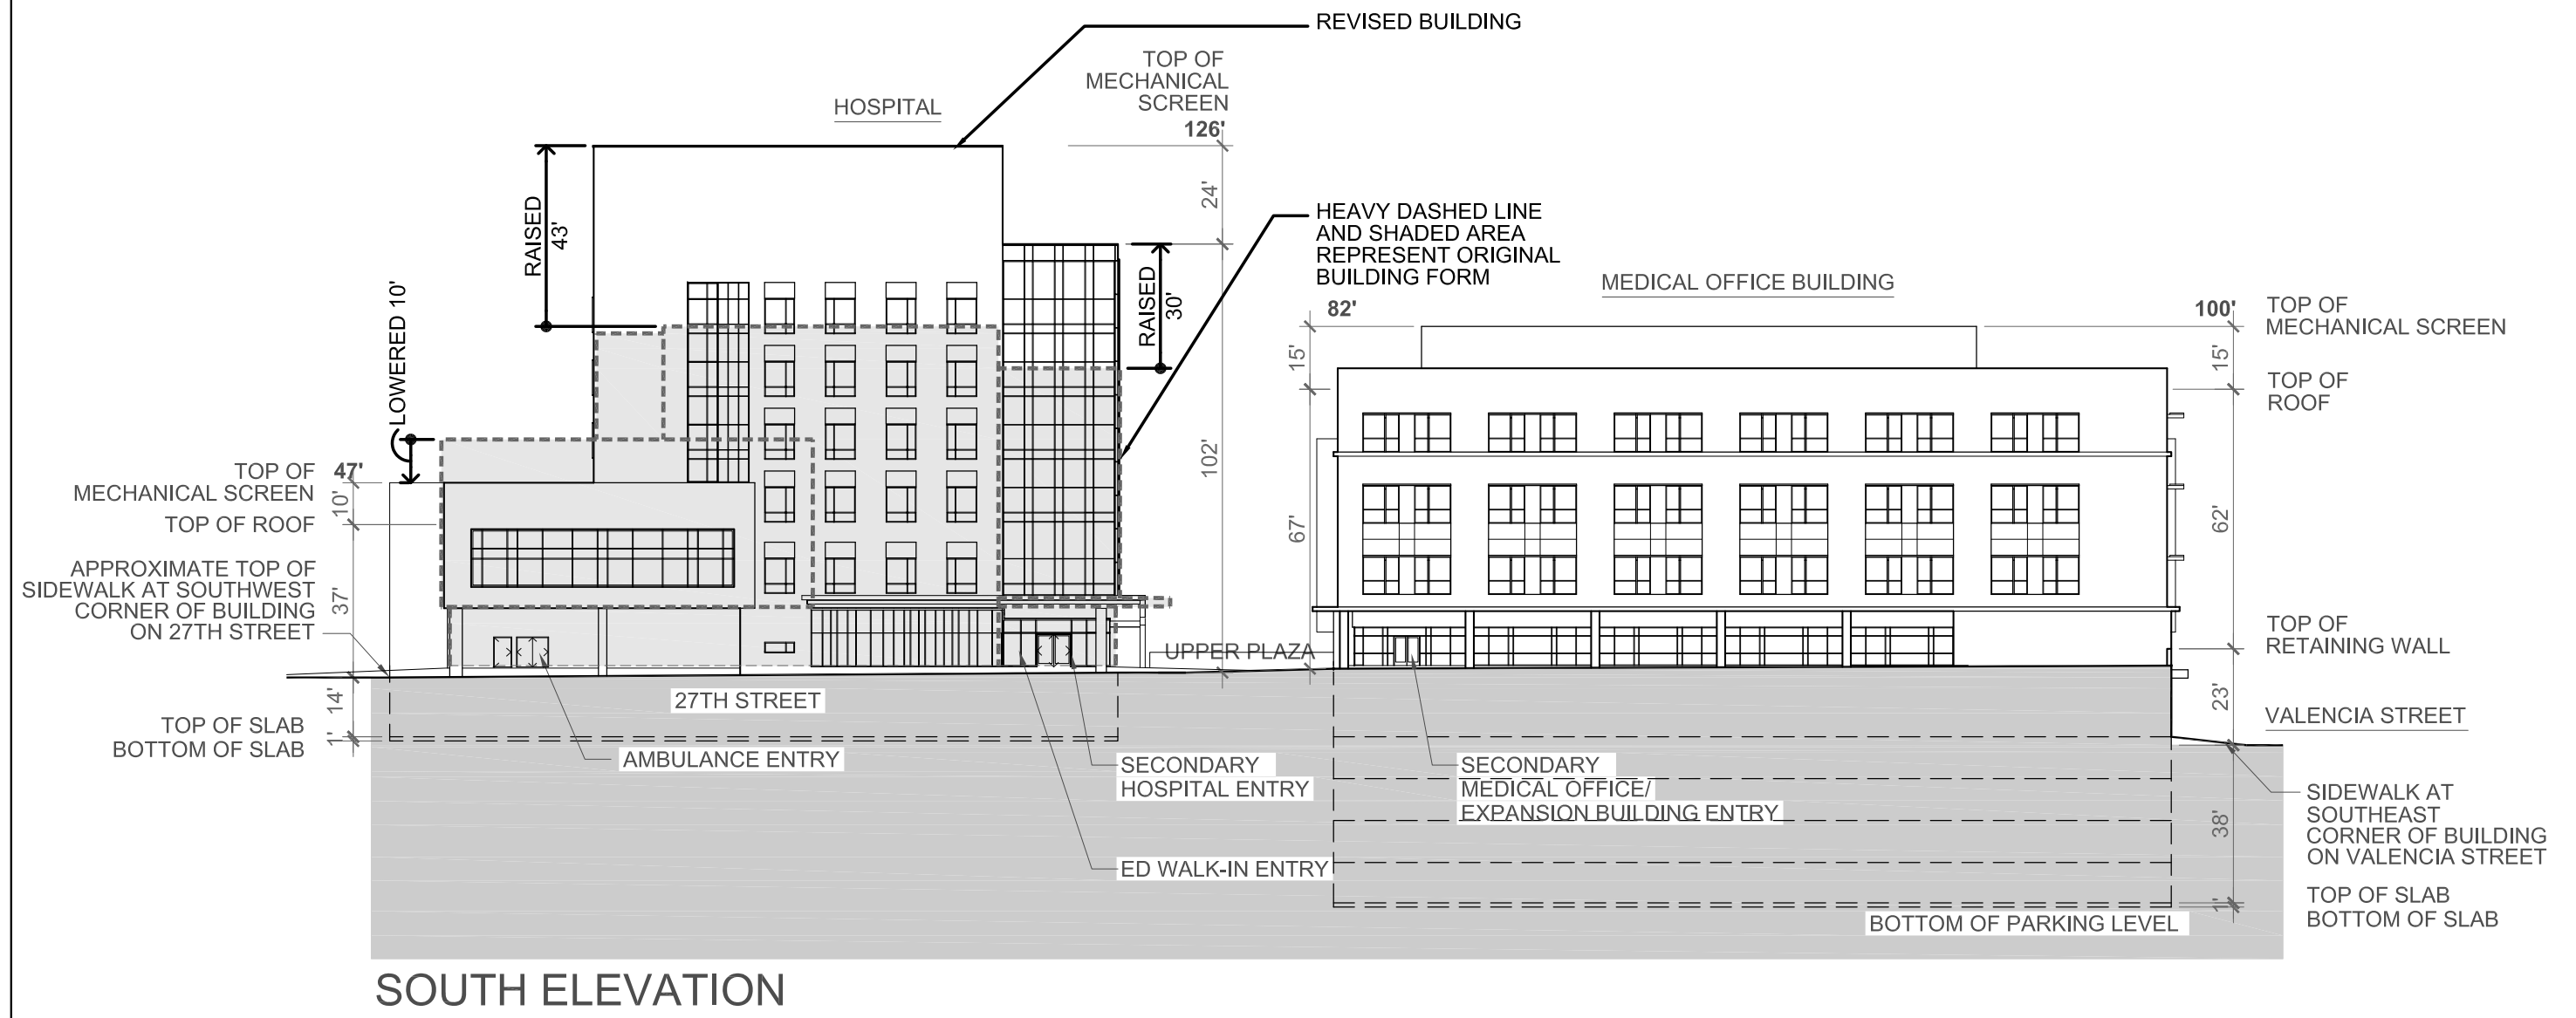 REVISED BUILDING
TOP OF
MECHANICAL
SCREEN
126'
HOSPITAL
24'
RAISED
43'
HEAVY DASHED LINE
AND SHADED AREA
REPRESENT ORIGINAL
BUILDING FORM
RAISED
30'
LOWERED 10'
102'
TOP OF
MECHANICAL SCREEN
47'
10'
TOP OF ROOF
APPROXIMATE TOP OF
SIDEWALK AT SOUTHWEST
CORNER OF BUILDING
ON 27TH STREET
37'
14'
1'
TOP OF SLAB
BOTTOM OF SLAB
27TH STREET
AMBULANCE ENTRY
SECONDARY
HOSPITAL ENTRY
ED WALK-IN ENTRY
UPPER PLAZA
MEDICAL OFFICE BUILDING
82'
15'
67'
100'
TOP OF
MECHANICAL SCREEN
15'
TOP OF
ROOF
62'
TOP OF
RETAINING WALL
23'
VALENCIA STREET
SECONDARY
MEDICAL OFFICE/
EXPANSION BUILDING ENTRY
38'
SIDEWALK AT
SOUTHEAST
CORNER OF BUILDING
ON VALENCIA STREET
1'
TOP OF SLAB
BOTTOM OF SLAB
BOTTOM OF PARKING LEVEL
SOUTH ELEVATION